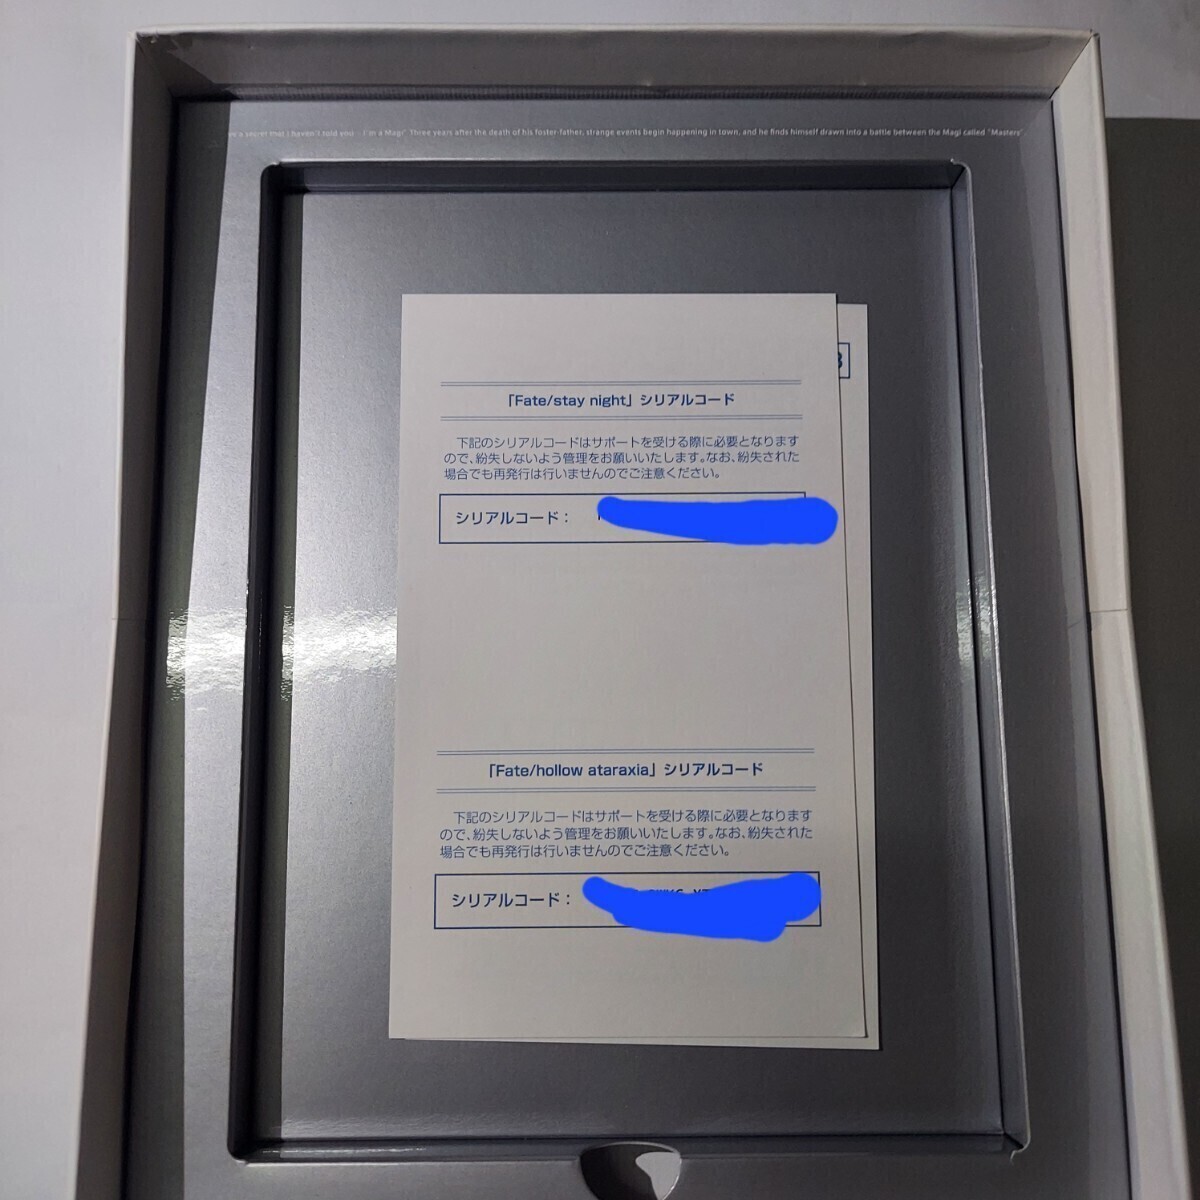 a secret that I haven't told you - I'm a Magi". Three years after the death of his foster-father, strange events begin happening in town, and he finds himself drawn into a battle between the Magi called "Masters"
「Fate/stay night」シリアルコード
下記のシリアルコードはサポートを受ける際に必要となります
ので、紛失しないよう管理をお願いいたします。なお、紛失された
場合でも再発行は行いませんのでご注意ください。
シリアルコード：
「Fate/hollow ataraxia」シリアルコード
下記のシリアルコードはサポートを受ける際に必要となります
ので、紛失しないよう管理をお願いいたします。なお、紛失された
場合でも再発行は行いませんのでご注意ください。
シリアルコード：